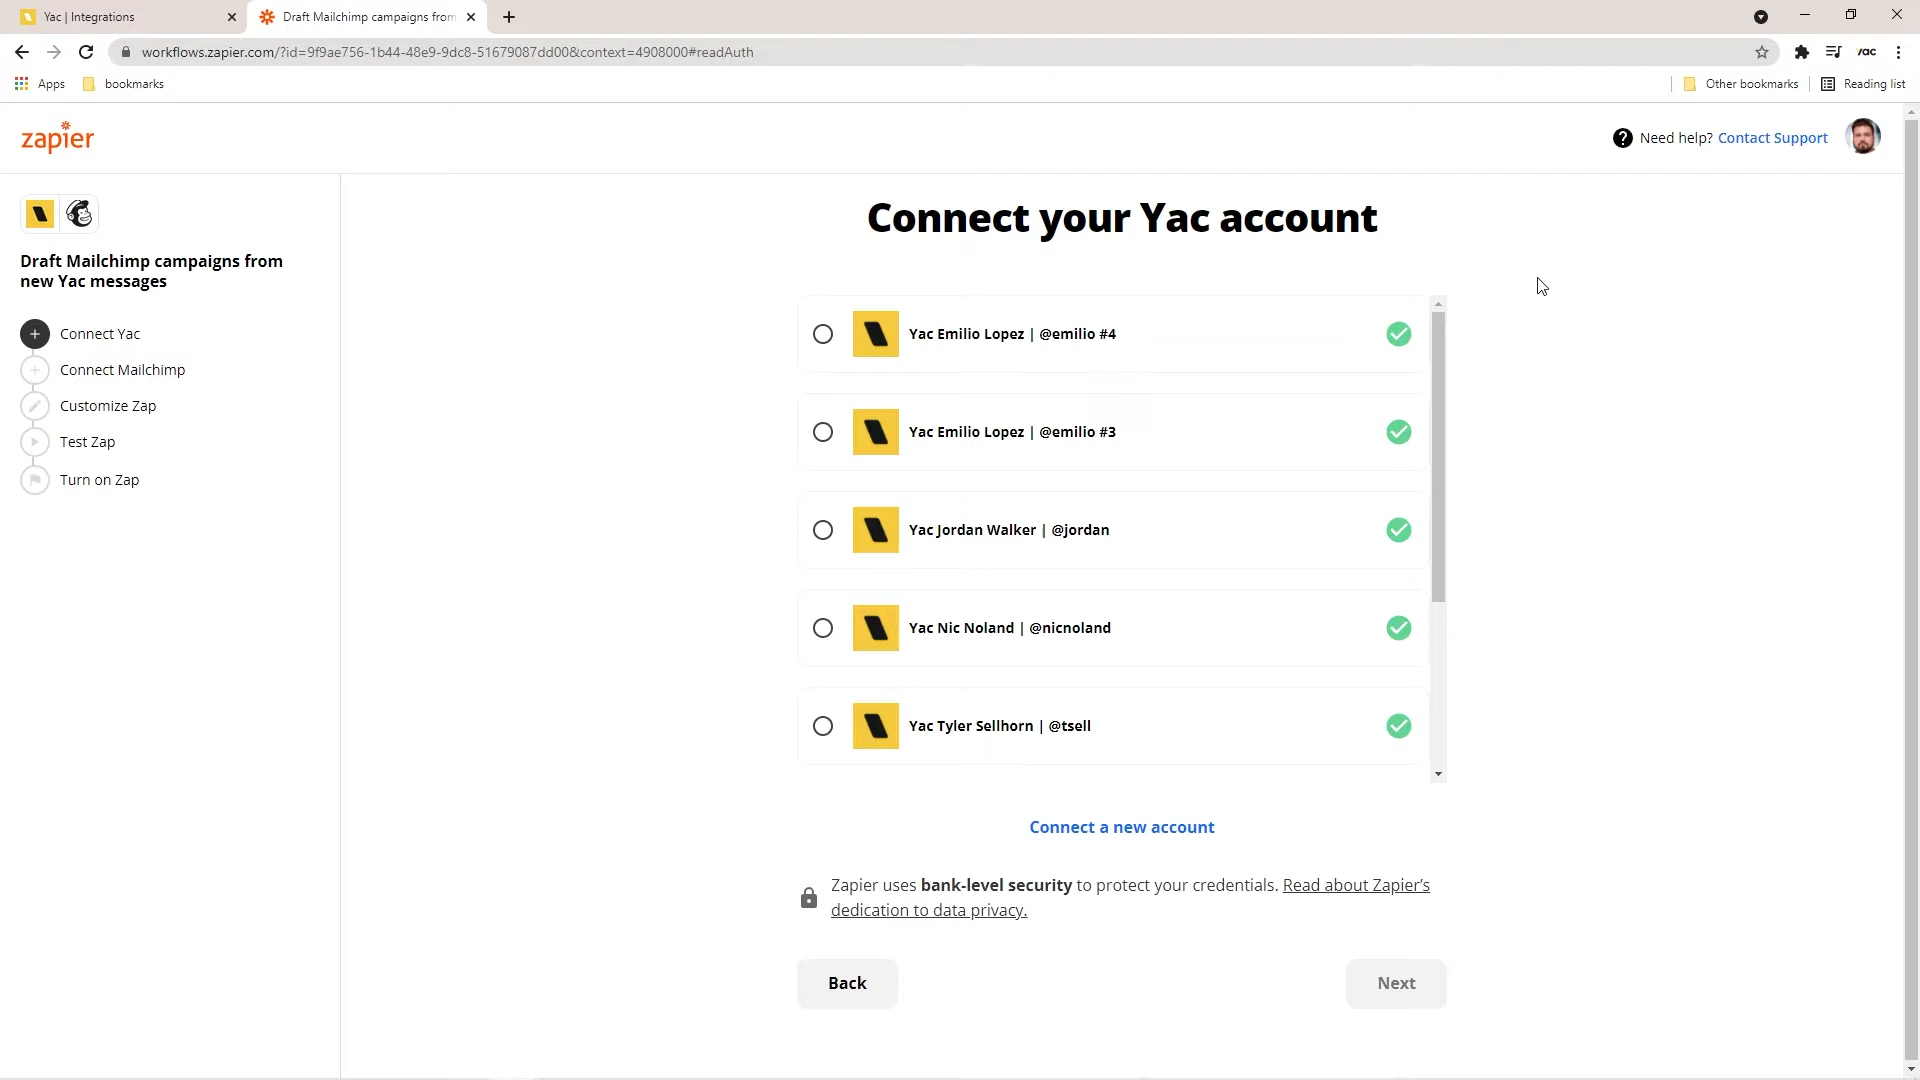 Yac | Integrations
Draft Mailchimp campaigns from
workflows.zapier.com/?id=9f9ae756-1b44-48e9-9dc8-51679087dd00&context=4908000#readAuth
yac
Apps
bookmarks
Other bookmarks
Reading list
zapier
Need help? Contact Support
Draft Mailchimp campaigns from
new Yac messages
Connect Yac
Connect Mailchimp
Customize Zap
Test Zap
Turn on Zap
Connect your Yac account
Yac Emilio Lopez | @emilio #4
Yac Emilio Lopez | @emilio #3
Yac Jordan Walker | @jordan
Yac Nic Noland | @nicnoland
Yac Tyler Sellhorn | @tsell
Connect a new account
Zapier uses bank-level security to protect your credentials. Read about Zapier’s
dedication to data privacy.
Back
Next